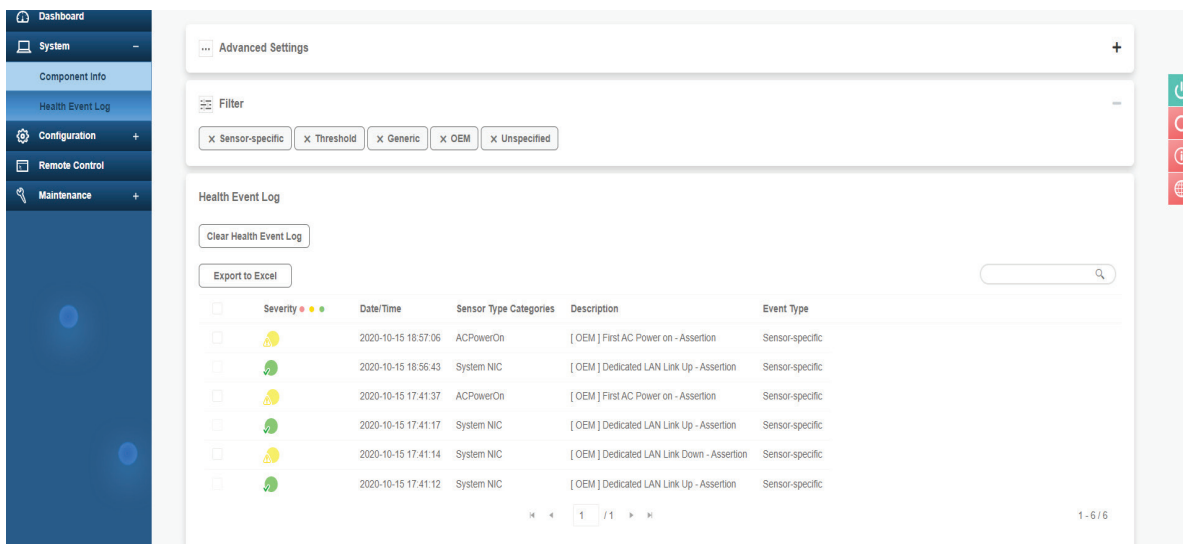 Dashboard
System −
Component Info
Health Event Log
Configuration +
Remote Control
Maintenance +
... Advanced Settings +
Filter −
x Sensor-specific x Threshold x Generic x OEM x Unspecified
Health Event Log
Clear Health Event Log
Export to Excel
Severity Date/Time Sensor Type Categories Description Event Type
2020-10-15 18:57:06 ACPowerOn [ OEM ] First AC Power on - Assertion Sensor-specific
2020-10-15 18:56:43 System NIC [ OEM ] Dedicated LAN Link Up - Assertion Sensor-specific
2020-10-15 17:41:37 ACPowerOn [ OEM ] First AC Power on - Assertion Sensor-specific
2020-10-15 17:41:17 System NIC [ OEM ] Dedicated LAN Link Up - Assertion Sensor-specific
2020-10-15 17:41:14 System NIC [ OEM ] Dedicated LAN Link Down - Assertion Sensor-specific
2020-10-15 17:41:12 System NIC [ OEM ] Dedicated LAN Link Up - Assertion Sensor-specific
1 / 1 1 - 6 / 6